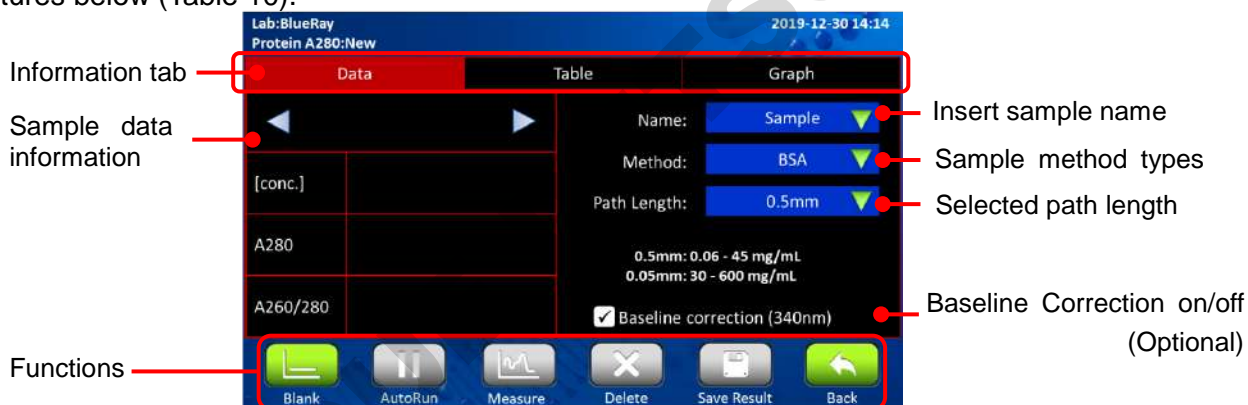 tures below (Table 10).
Lab:BlueRay
2019-12-30 14:14
Protein A280:New
Information tab
Data
Table
Graph
Sample data
information
Name:
Sample
Insert sample name
Method:
BSA
Sample method types
[conc.]
Path Length:
0.5mm
Selected path length
A280
0.5mm: 0.06 - 45 mg/mL
0.05mm: 30 - 600 mg/mL
A260/280
Baseline correction (340nm)
Baseline Correction on/off
(Optional)
Functions
Blank
AutoRun
Measure
Delete
Save Result
Back